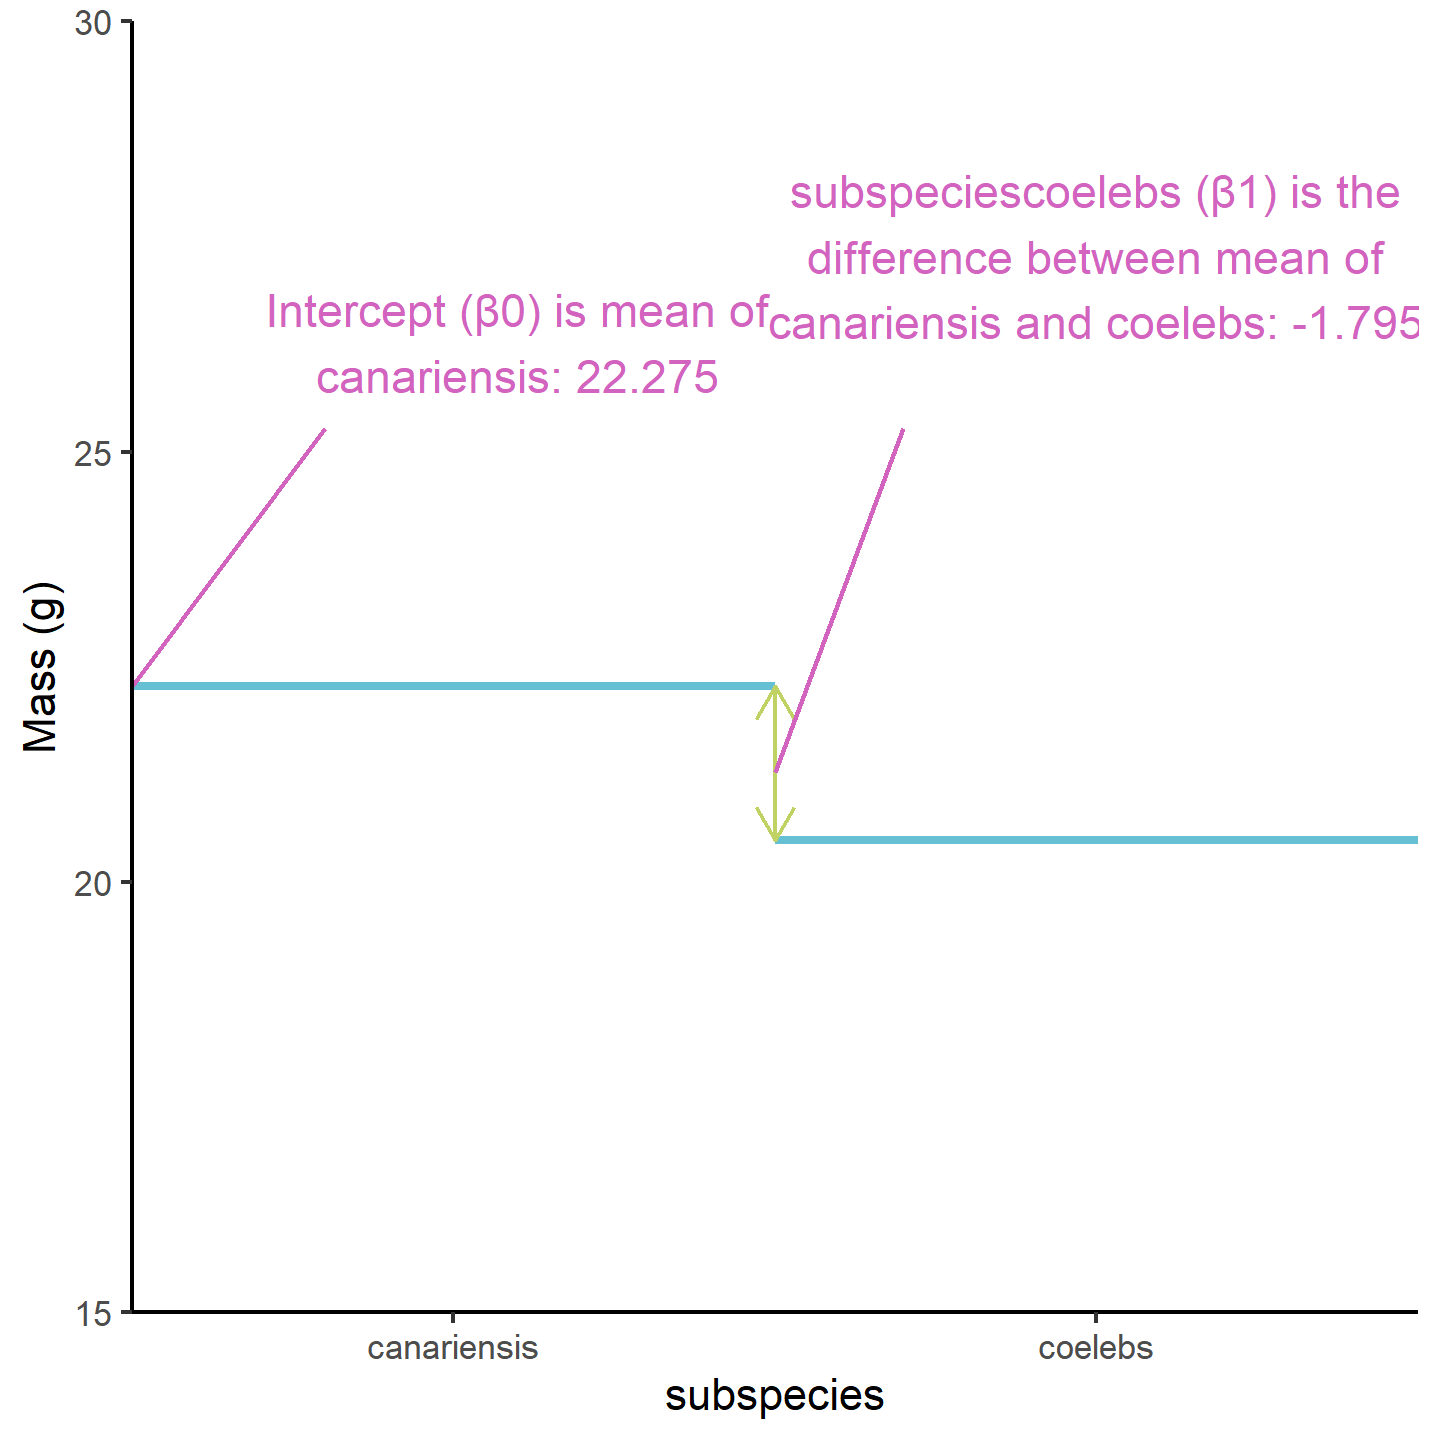 30
25
20
15
Mass (g)
Intercept (β0) is mean of
canariensis: 22.275
subspeciescoelebs (β1) is the
difference between mean of
canariensis and coelebs: -1.795
canariensis
coelebs
subspecies